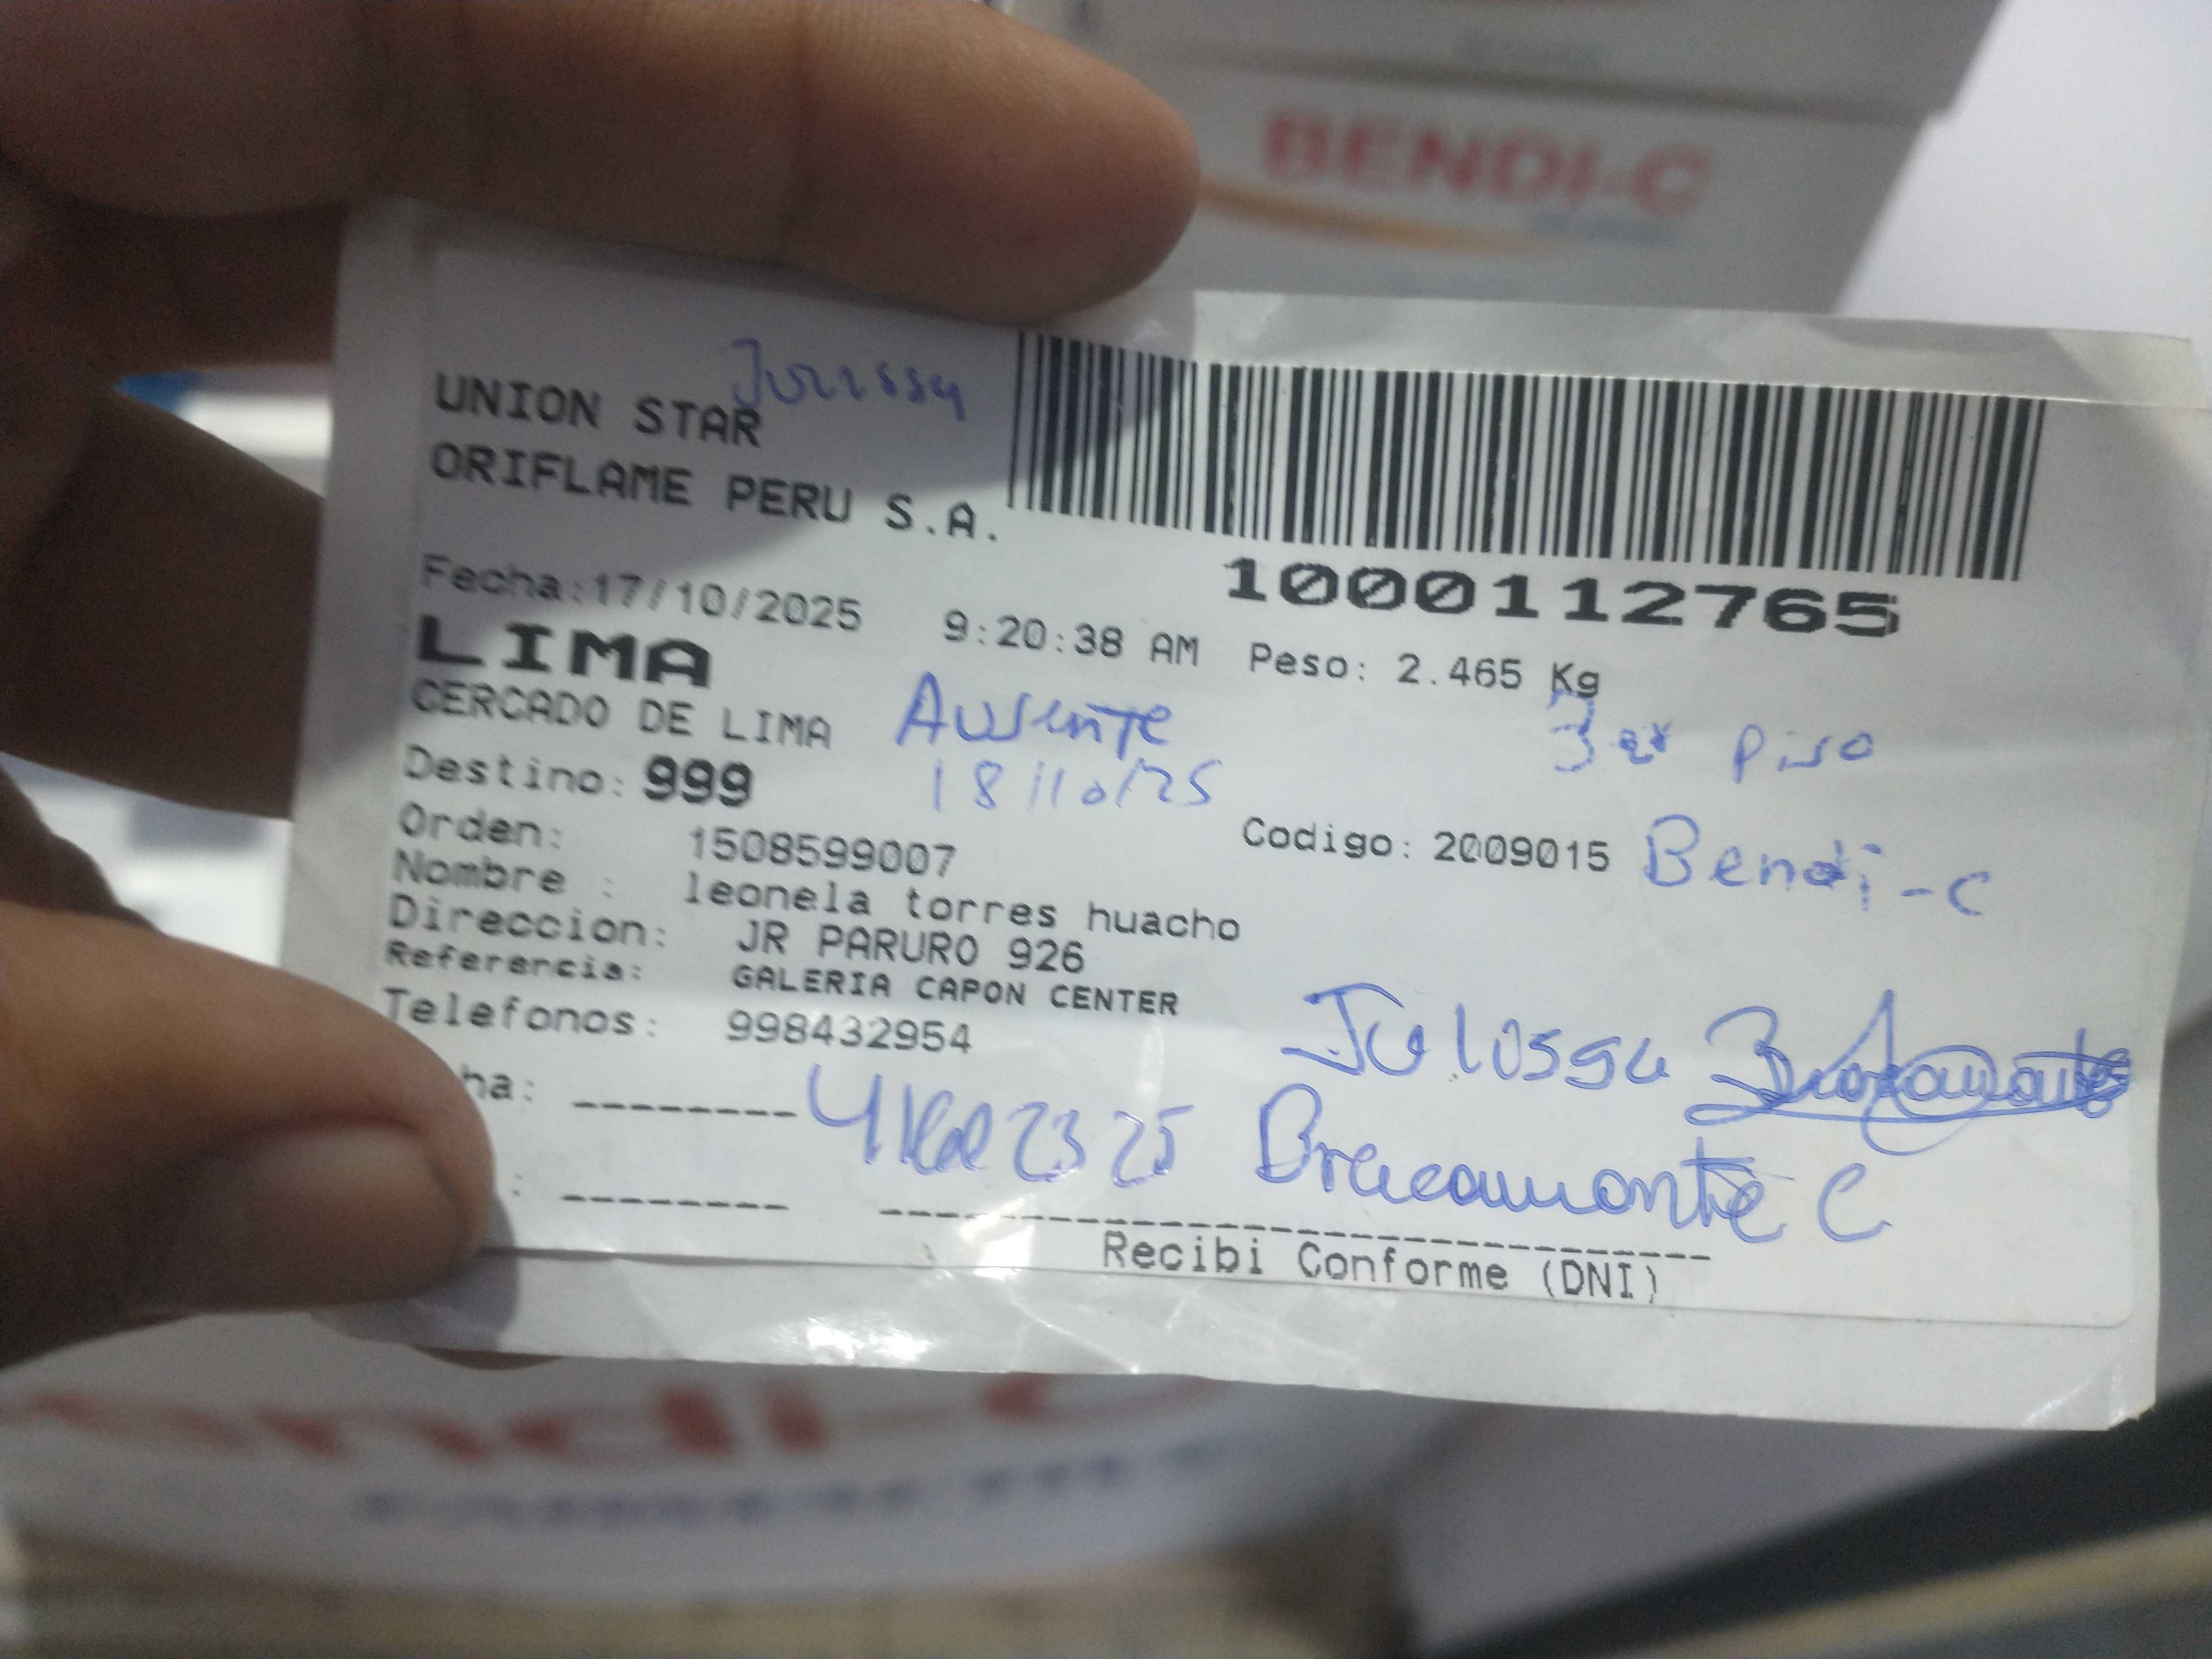 BENDI-C
UNION STAR
ORIFLAME PERU S.A.
1000112765
Fecha:17/10/2025 9:20:38 AM Peso: 2.465 Kg
LIMA
CERCADO DE LIMA Ausente 3er Piso
Destino: 999 18/10/25
Orden: 1508599007 Codigo: 2009015 Bendi-C
Nombre : leonela torres huacho
Direccion: JR PARURO 926
Referencia: GALERIA CAPON CENTER
Telefonos: 998432954
ha:
Bracamonte C
Recibi Conforme (DNI)